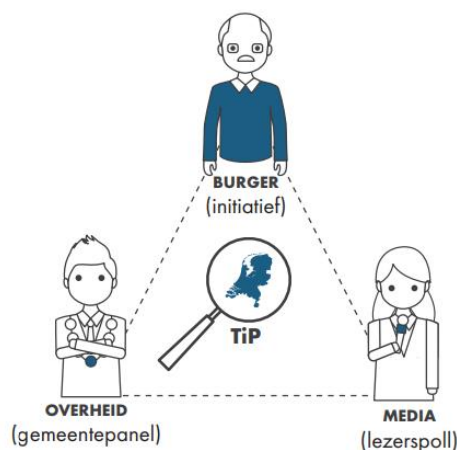 BURGER
(initiatief)
TiP
OVERHEID
(gemeentepanel)
MEDIA
(lezerspoll)